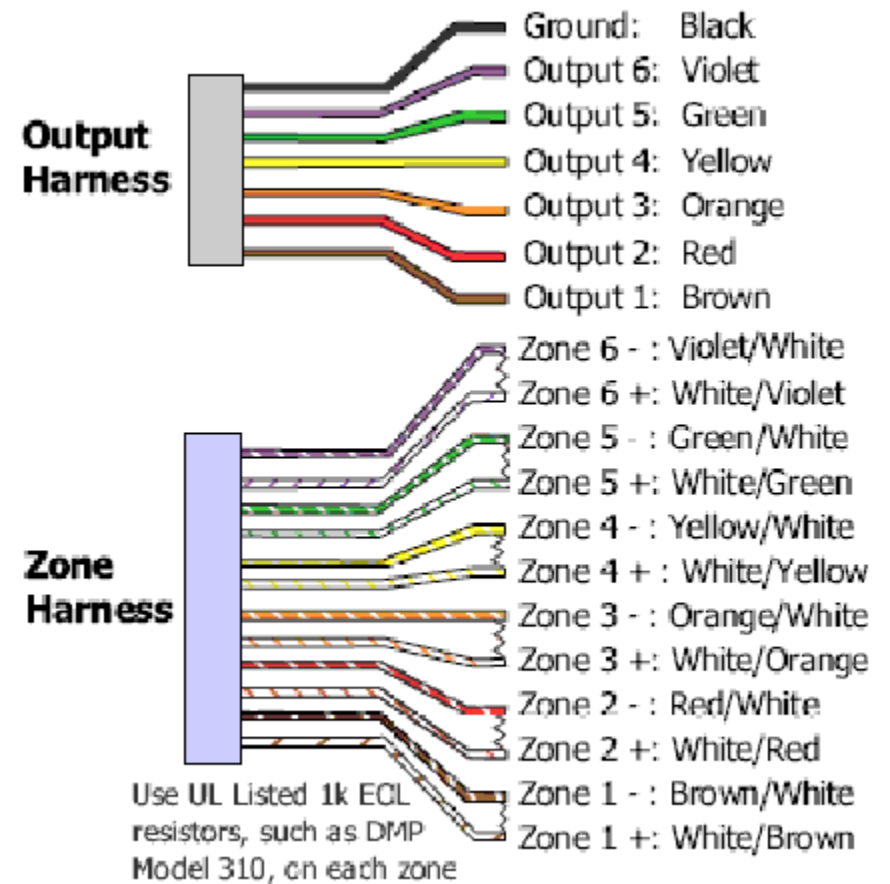 Output
Harness
Ground: Black
Output 6: Violet
Output 5: Green
Output 4: Yellow
Output 3: Orange
Output 2: Red
Output 1: Brown
Zone
Harness
Zone 6 - : Violet/White
Zone 6 +: White/Violet
Zone 5 - : Green/White
Zone 5 +: White/Green
Zone 4 - : Yellow/White
Zone 4 + : White/Yellow
Zone 3 - : Orange/White
Zone 3 +: White/Orange
Zone 2 - : Red/White
Zone 2 +: White/Red
Zone 1 - : Brown/White
Zone 1 +: White/Brown
Use UL Listed 1k EOL
resistors, such as DMP
Model 310, on each zone